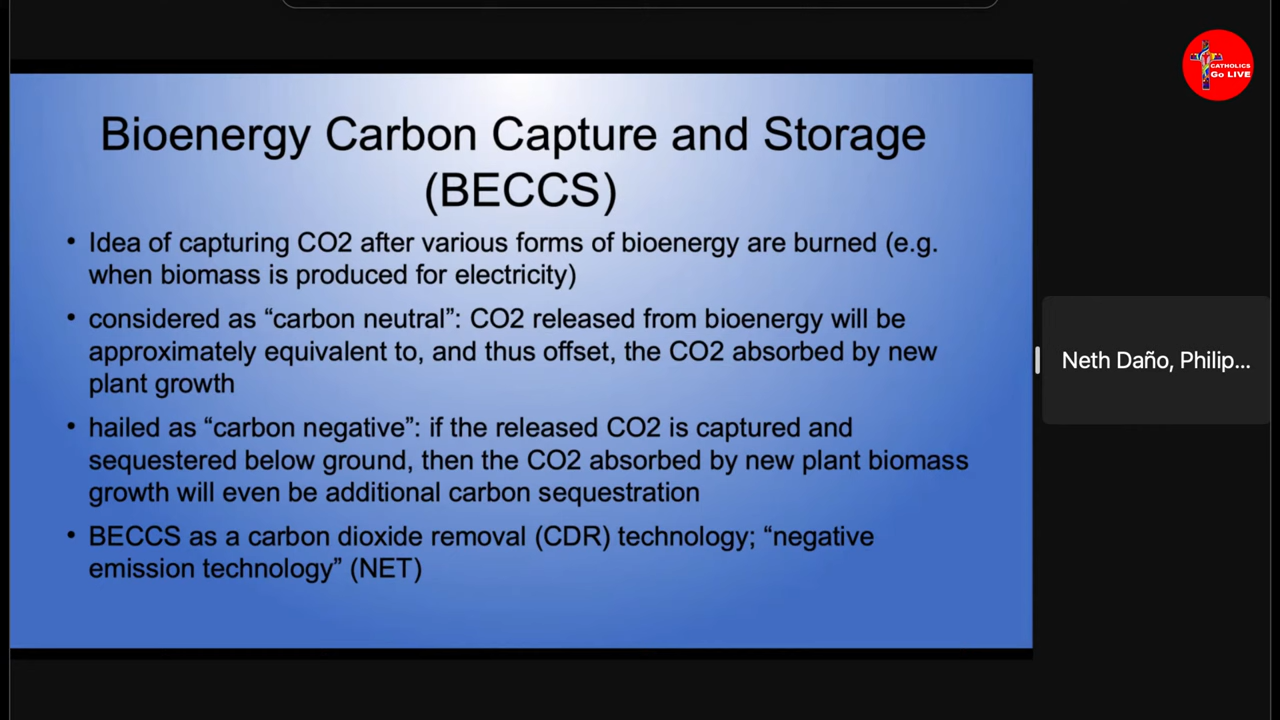 CATHOLICS
Go LIVE
Bioenergy Carbon Capture and Storage
(BECCS)
• Idea of capturing CO2 after various forms of bioenergy are burned (e.g.
when biomass is produced for electricity)
• considered as “carbon neutral”: CO2 released from bioenergy will be
approximately equivalent to, and thus offset, the CO2 absorbed by new
plant growth
• hailed as “carbon negative”: if the released CO2 is captured and
sequestered below ground, then the CO2 absorbed by new plant biomass
growth will even be additional carbon sequestration
• BECCS as a carbon dioxide removal (CDR) technology; “negative
emission technology” (NET)
Neth Daño, Philip...